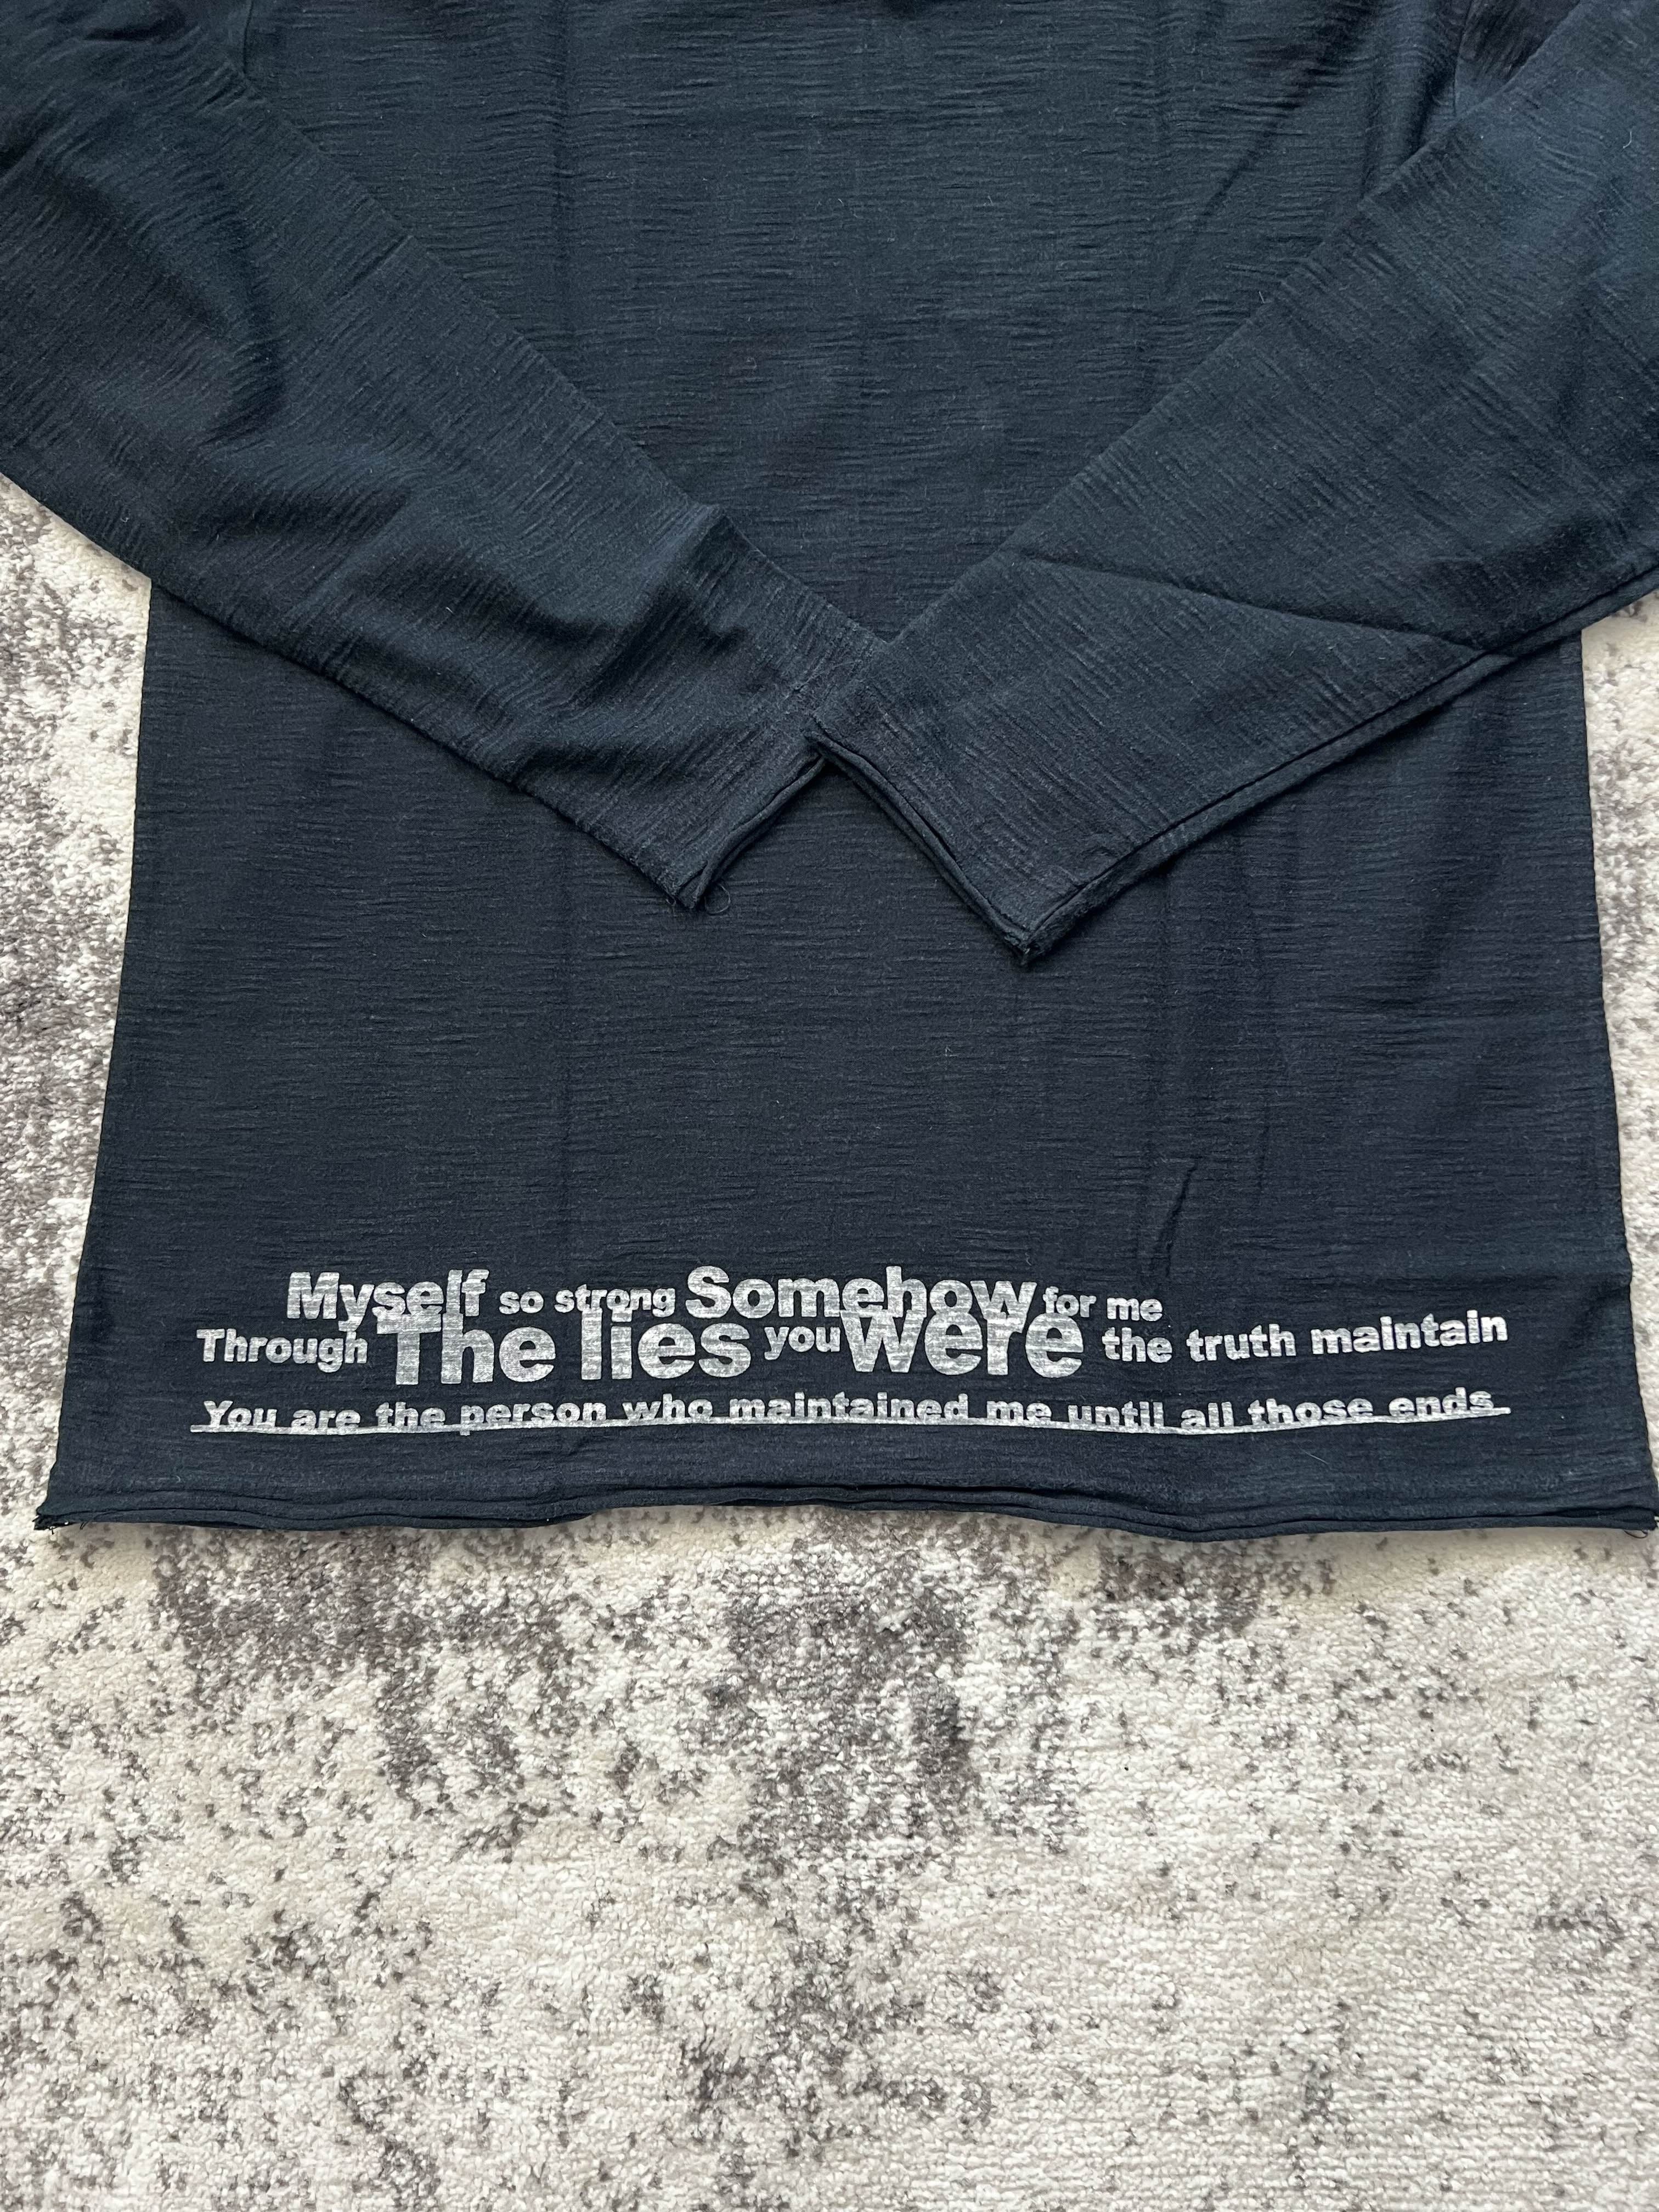 Myself so strong Somehow for me
Through The lies you were the truth maintain
You are the person who maintained me until all those ends